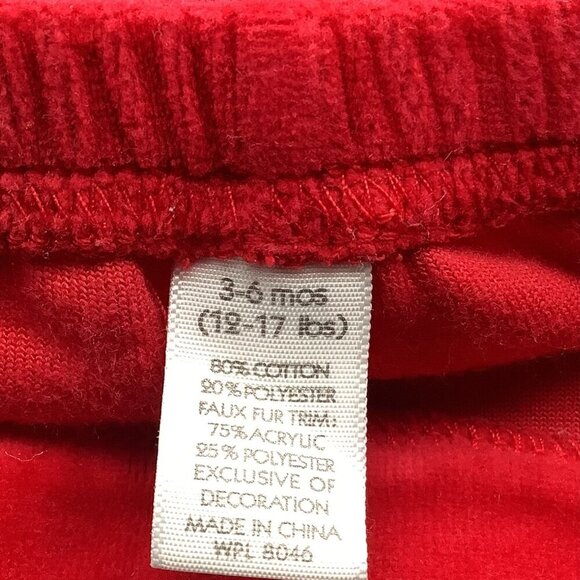 3-6 mos
(12-17 lbs)
80% COTTON
20% POLYESTER
FAUX FUR TRIM:
75% ACRYLIC
25% POLYESTER
EXCLUSIVE OF
DECORATION
MADE IN CHINA
WPL 8046